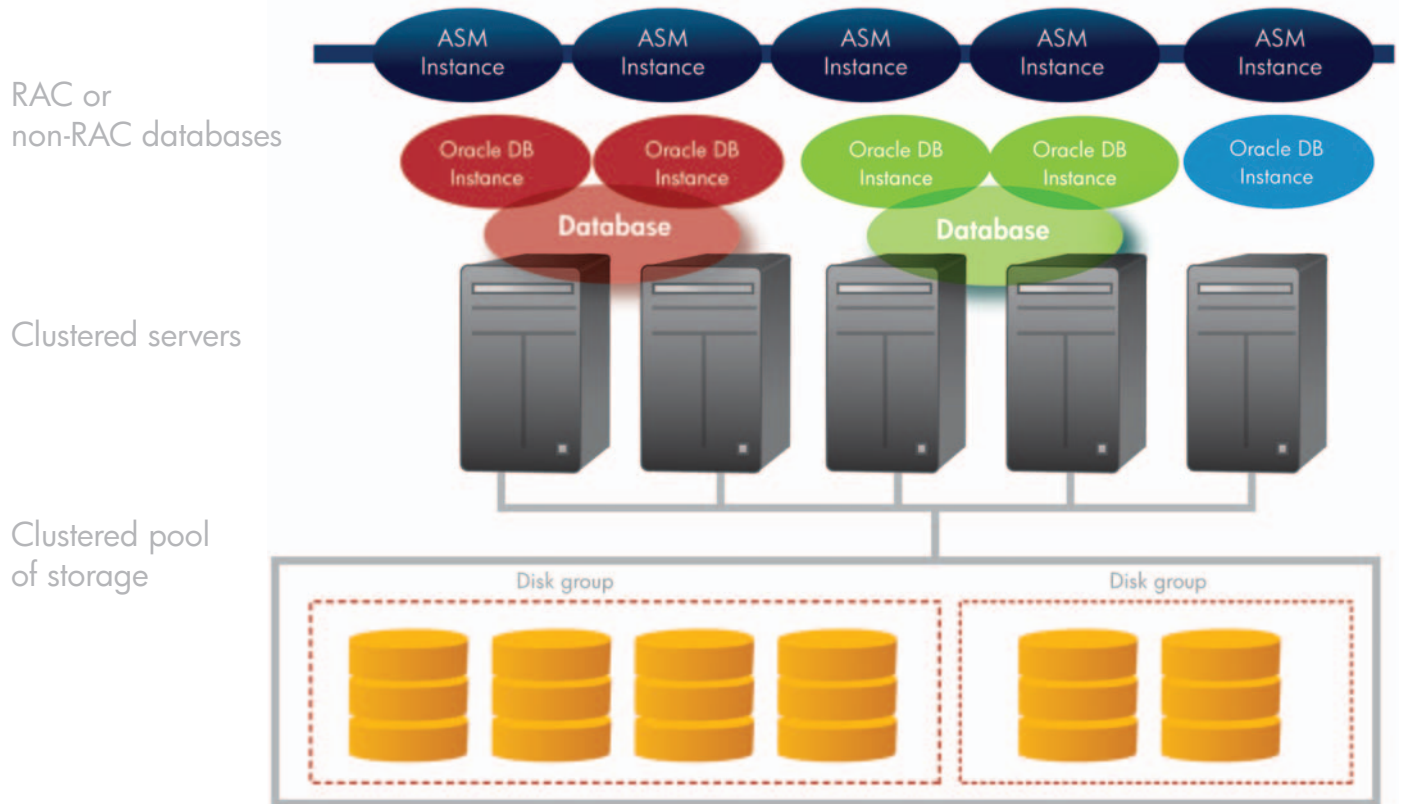 ASM
Instance
ASM
Instance
ASM
Instance
ASM
Instance
ASM
Instance
RAC or
non-RAC databases
Oracle DB
Instance
Oracle DB
Instance
Oracle DB
Instance
Oracle DB
Instance
Oracle DB
Instance
Database
Database
Clustered servers
Clustered pool
of storage
Disk group
Disk group